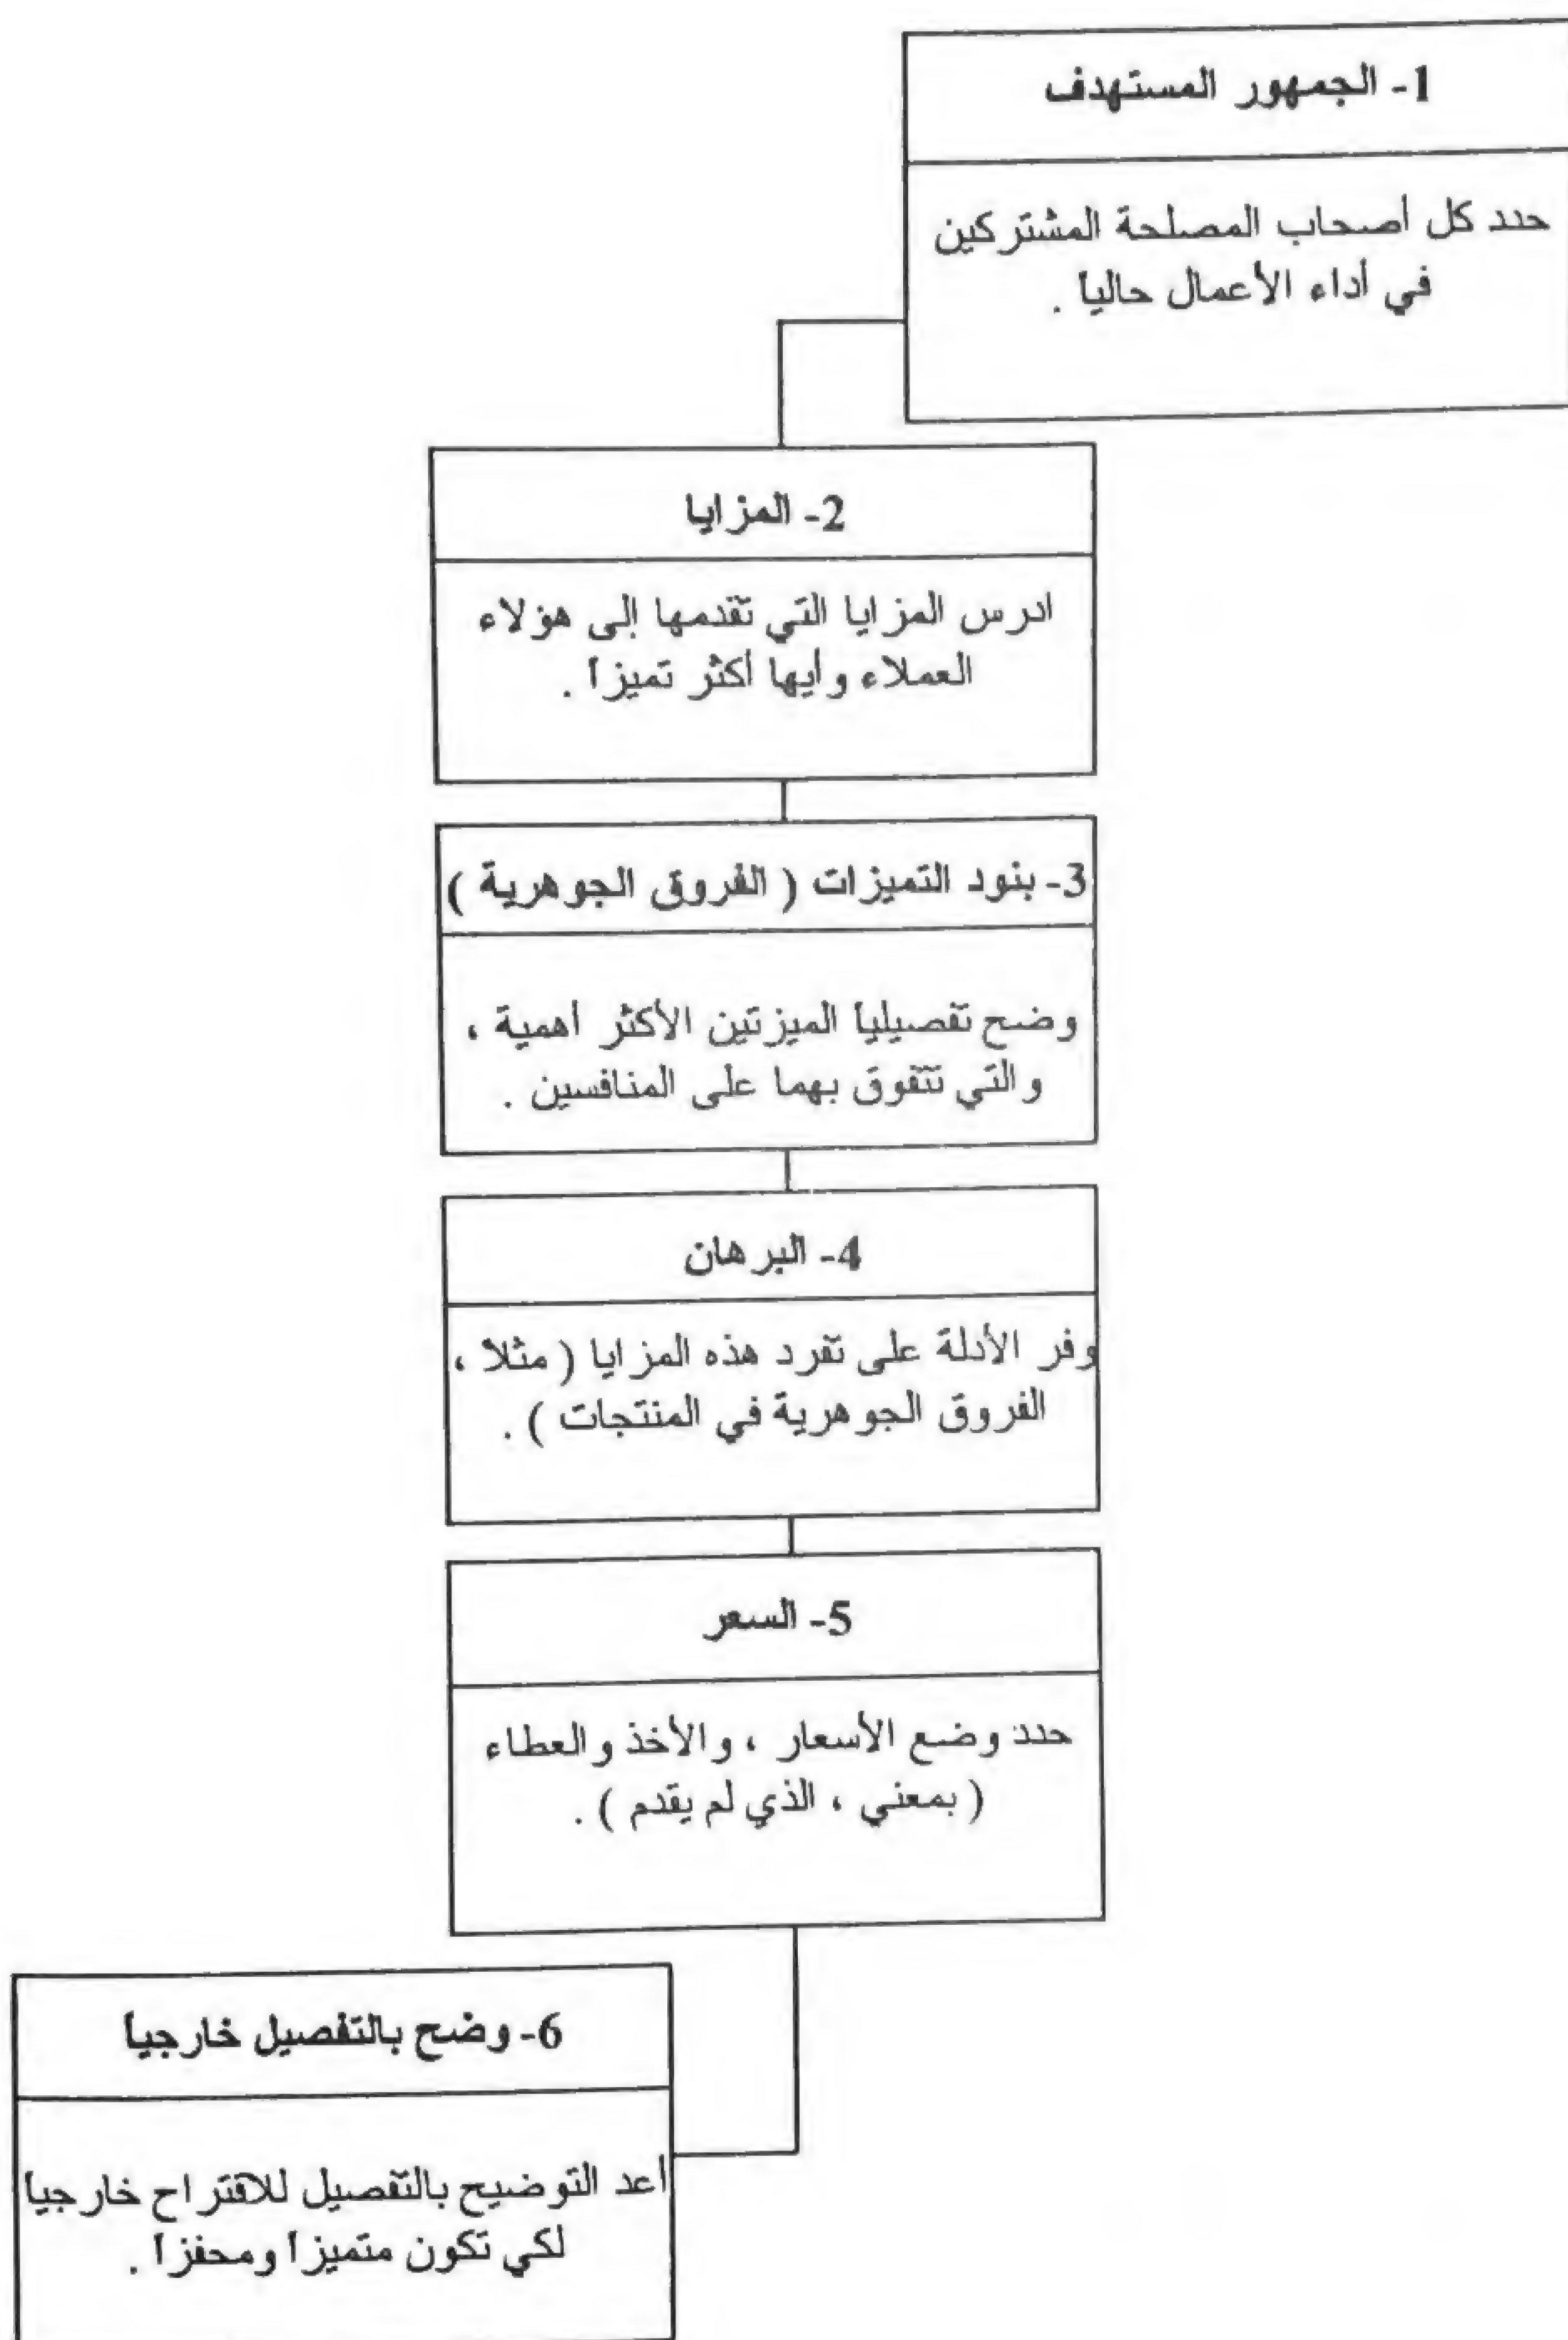 1- الجمهور المستهدف
حدد كل أصحاب المصلحة المشتركين
في أداء الأعمال حاليا .
2- المزايا
ادرس المزايا التي تقدمها إلى هؤلاء
العملاء وأيها أكثر تميزا .
3- بنود التميزات ( الفروق الجوهرية )
وضح تفصيليا الميزتين الأكثر أهمية ،
والتي تتفوق بهما على المنافسين .
4- البرهان
وفر الأدلة على تفرد هذه المزايا ( مثلا ،
الفروق الجوهرية في المنتجات ) .
5- السعر
حدد وضع الأسعار ، والأخذ والعطاء
( بمعني ، الذي لم يقدم ) .
6- وضح بالتفصيل خارجيا
أعد التوضيح بالتفصيل للاقتراح خارجيا
لكي تكون متميزا ومحفزا .